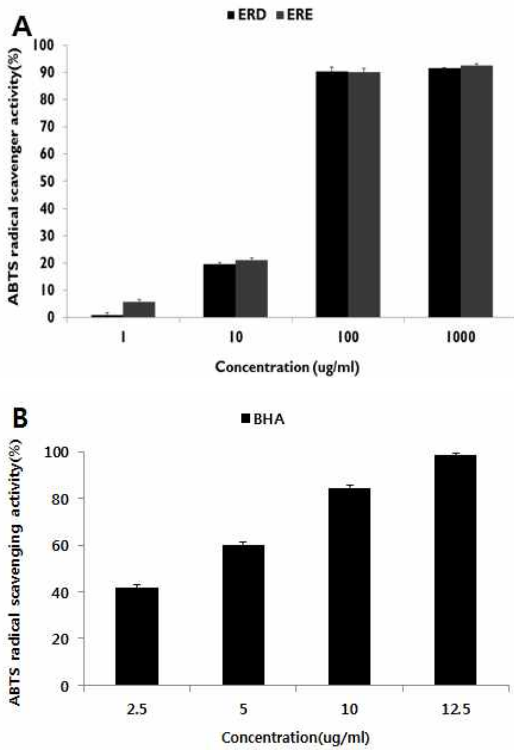 A
ERD ERE
ABTS radical scavenger activity(%)
100
90
80
70
60
50
40
30
20
10
0
1 10 100 1000
Concentration (ug/ml)
B
BHA
ABTS radical scavenging activity(%)
100
80
60
40
20
0
2.5 5 10 12.5
Concentration(ug/ml)